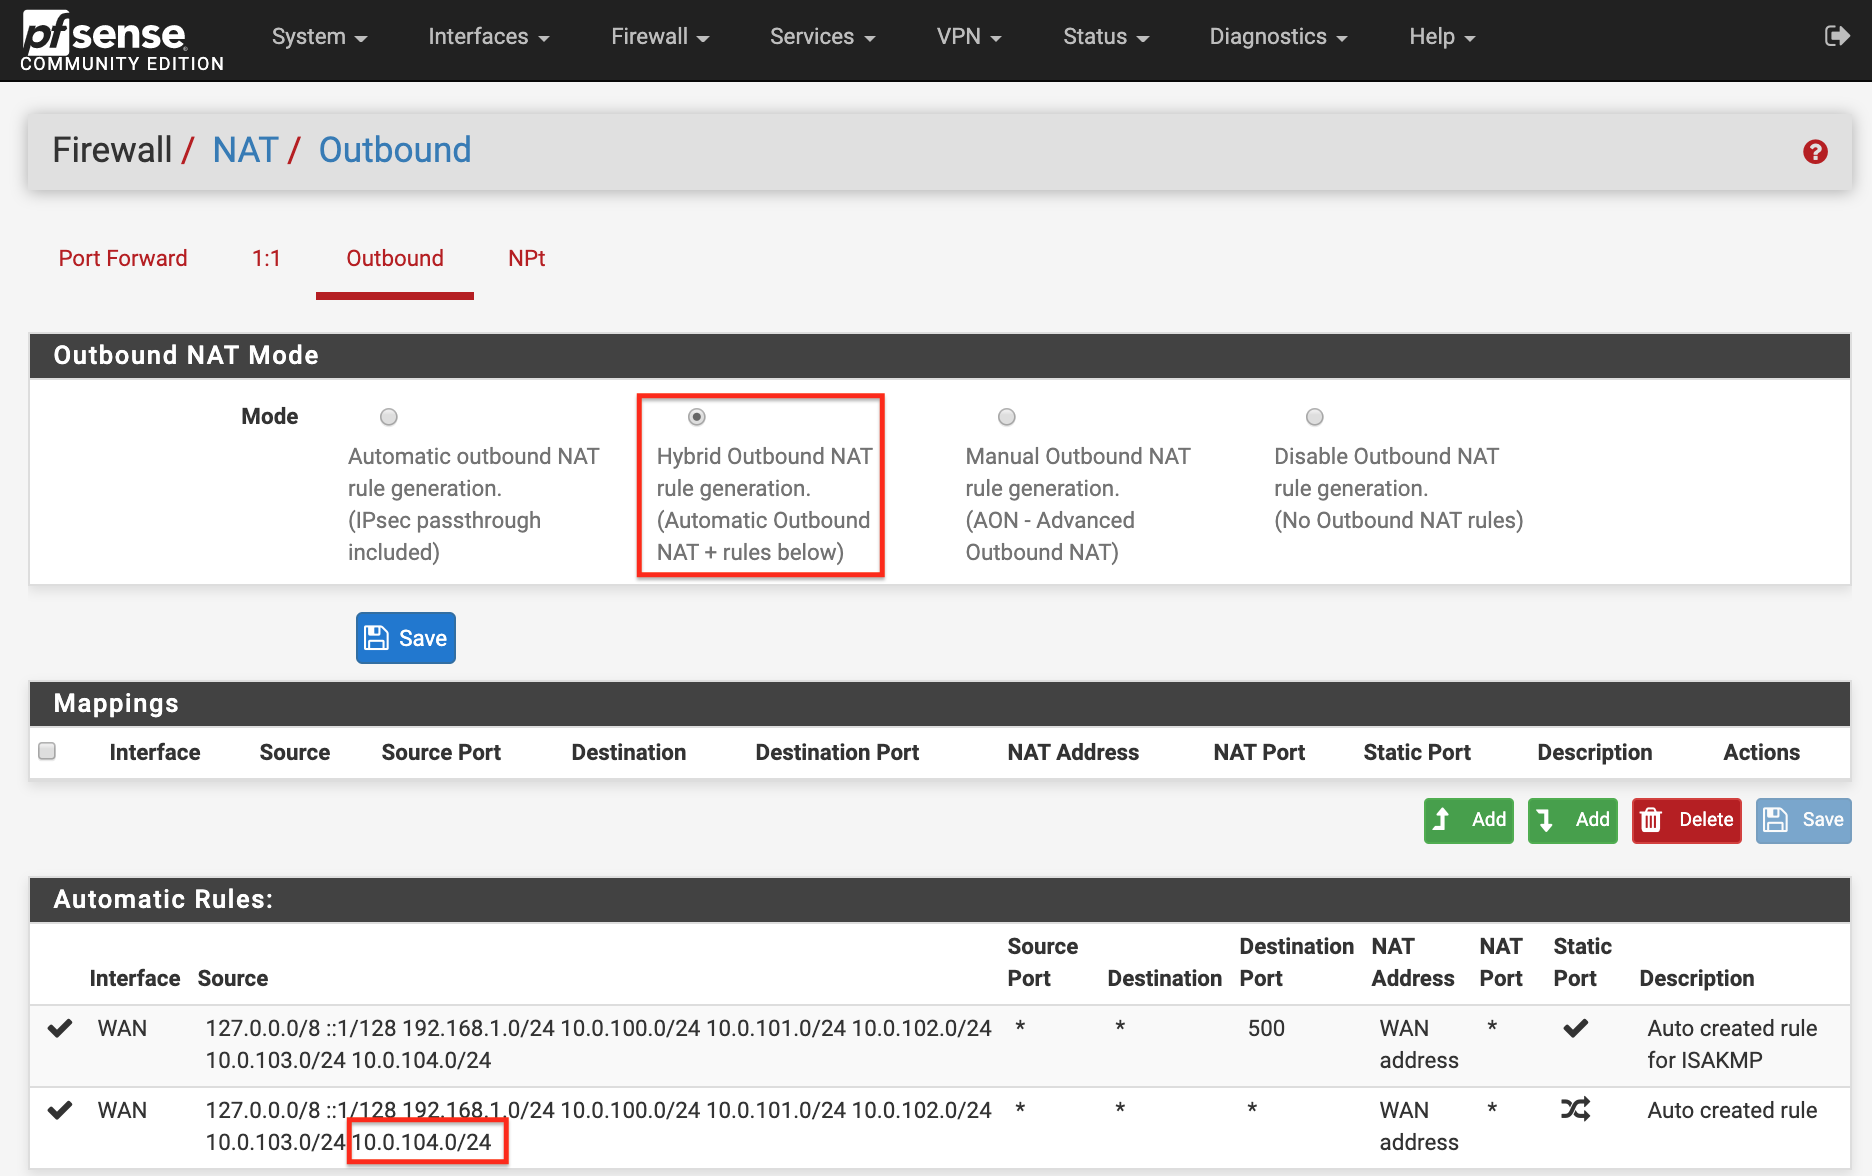 pfsense
COMMUNITY EDITION
System Interfaces Firewall Services VPN Status Diagnostics Help
Firewall / NAT / Outbound
Port Forward 1:1 Outbound NPt
Outbound NAT Mode
Mode
Automatic outbound NAT
rule generation.
(IPsec passthrough
included)
Hybrid Outbound NAT
rule generation.
(Automatic Outbound
NAT + rules below)
Manual Outbound NAT
rule generation.
(AON - Advanced
Outbound NAT)
Disable Outbound NAT
rule generation.
(No Outbound NAT rules)
Save
Mappings
Interface Source Source Port Destination Destination Port NAT Address NAT Port Static Port Description Actions
Add Add Delete Save
Automatic Rules:
Interface Source Source Port Destination Destination Port NAT Address NAT Port Static Port Description
WAN 127.0.0.0/8 ::1/128 192.168.1.0/24 10.0.100.0/24 10.0.101.0/24 10.0.102.0/24 * * 500 WAN * Auto created rule
10.0.103.0/24 10.0.104.0/24 address for ISAKMP
WAN 127.0.0.0/8 ::1/128 192.168.1.0/24 10.0.100.0/24 10.0.101.0/24 10.0.102.0/24 * * * WAN * Auto created rule
10.0.103.0/24 10.0.104.0/24 address